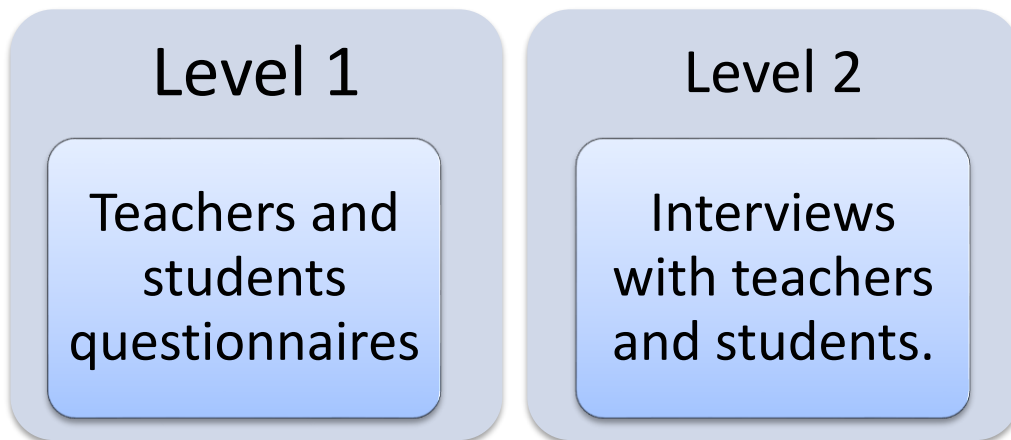 Level 1
Teachers and
students
questionnaires
Level 2
Interviews
with teachers
and students.